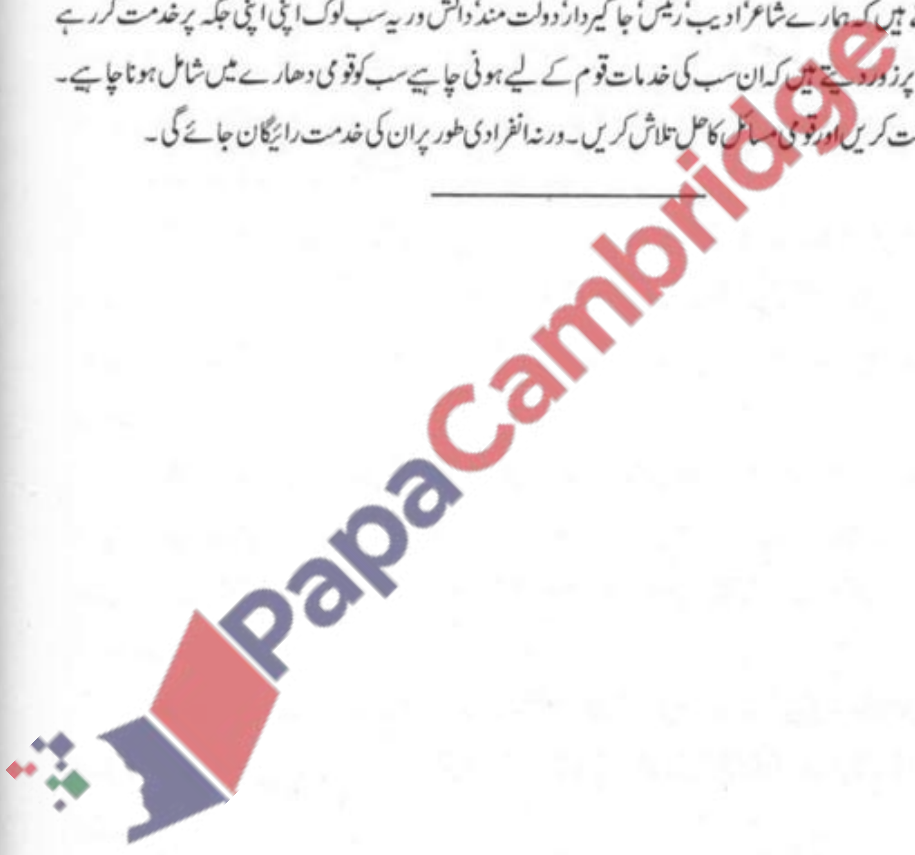 ہیں کہ ہمارے شاعر ادیب رئیس جاگیردار دولت مند دانش ور یہ سب لوگ اپنی اپنی جگہ پر خدمت کر رہے
پر زور دیتے ہیں کہ ان سب کی خدمات قوم کے لیے ہونی چاہیے سب کو قومی دھارے میں شامل ہونا چاہیے۔
ت کریں اور قومی مسائل کا حل تلاش کریں۔ ورنہ انفرادی طور پر ان کی خدمت رائیگان جائے گی۔
PapaCambridge